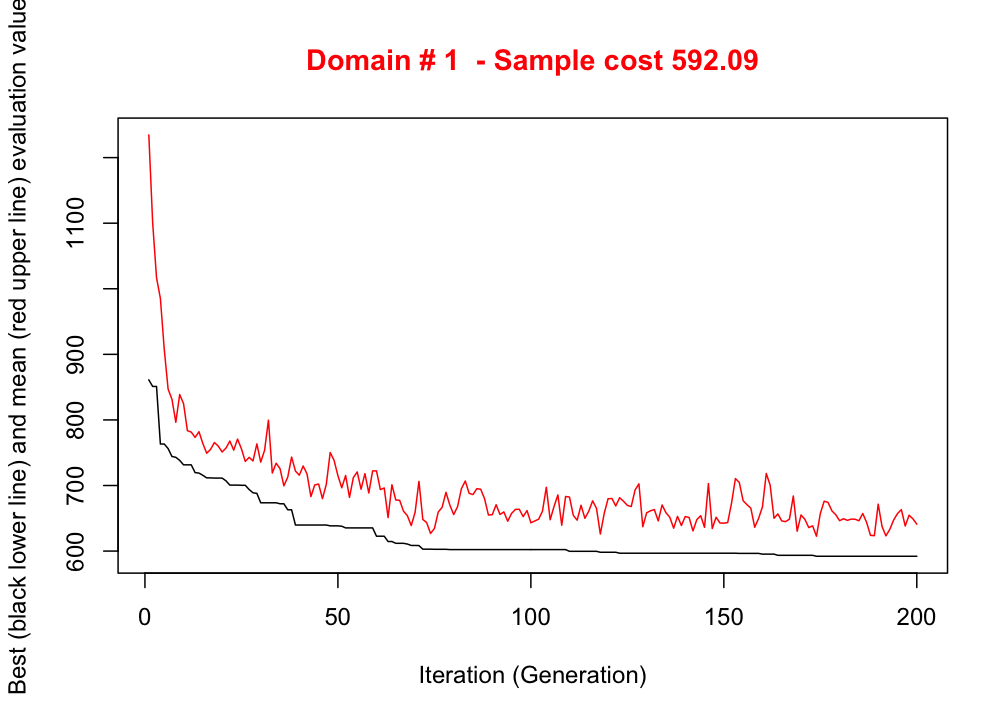 Domain # 1  - Sample cost 592.09
Best (black lower line) and mean (red upper line) evaluation value
1100
900
800
700
600
0 50 100 150 200
Iteration (Generation)